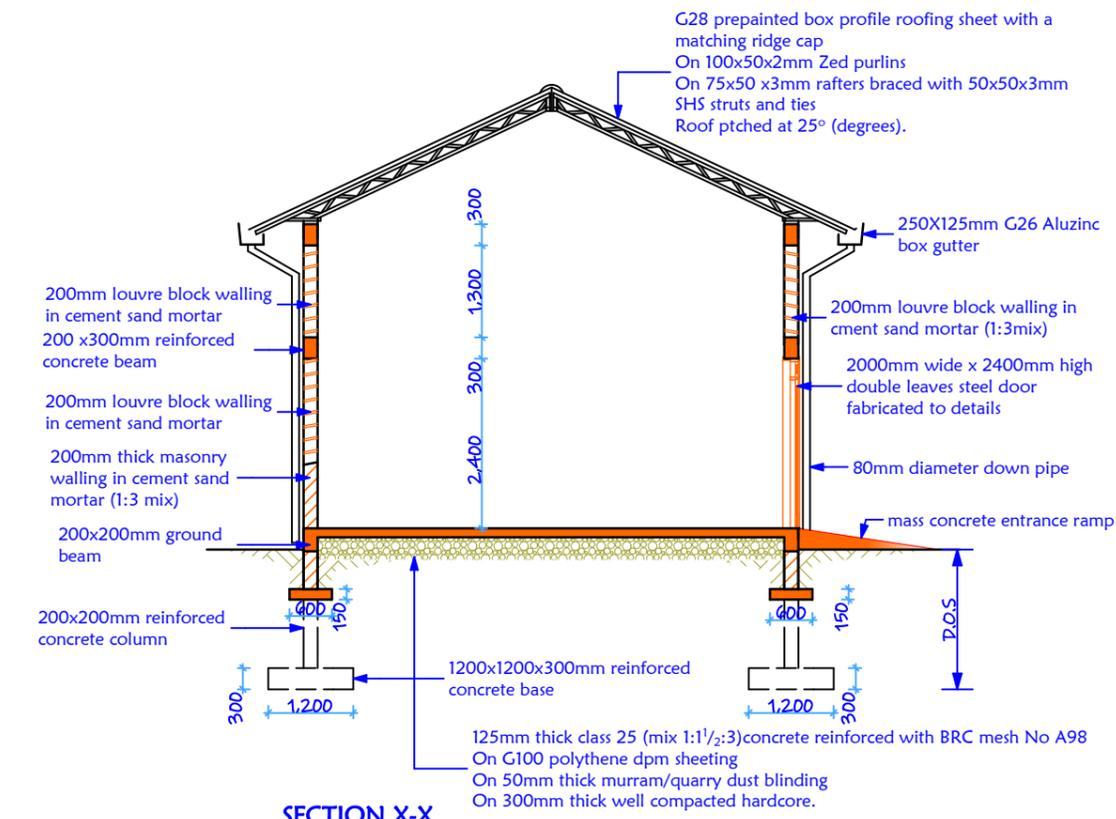 G28 prepainted box profile roofing sheet with a
matching ridge cap
On 100x50x2mm Zed purlins
On 75x50 x3mm rafters braced with 50x50x3mm
SHS struts and ties
Roof ptched at 25° (degrees).
300
250X125mm G26 Aluzinc
box gutter
1,300
200mm louvre block walling
in cement sand mortar
200mm louvre block walling in
cment sand mortar (1:3mix)
200 x300mm reinforced
concrete beam
300
2000mm wide x 2400mm high
double leaves steel door
fabricated to details
200mm louvre block walling
in cement sand mortar
2,400
200mm thick masonry
walling in cement sand
mortar (1:3 mix)
80mm diameter down pipe
200x200mm ground
beam
mass concrete entrance ramp
600
150
600
150
D.O.S
200x200mm reinforced
concrete column
1200x1200x300mm reinforced
concrete base
300
1,200
1,200
300
125mm thick class 25 (mix 1:1¹/₂:3)concrete reinforced with BRC mesh No A98
On G100 polythene dpm sheeting
On 50mm thick murram/quarry dust blinding
On 300mm thick well compacted hardcore.
SECTION X-X